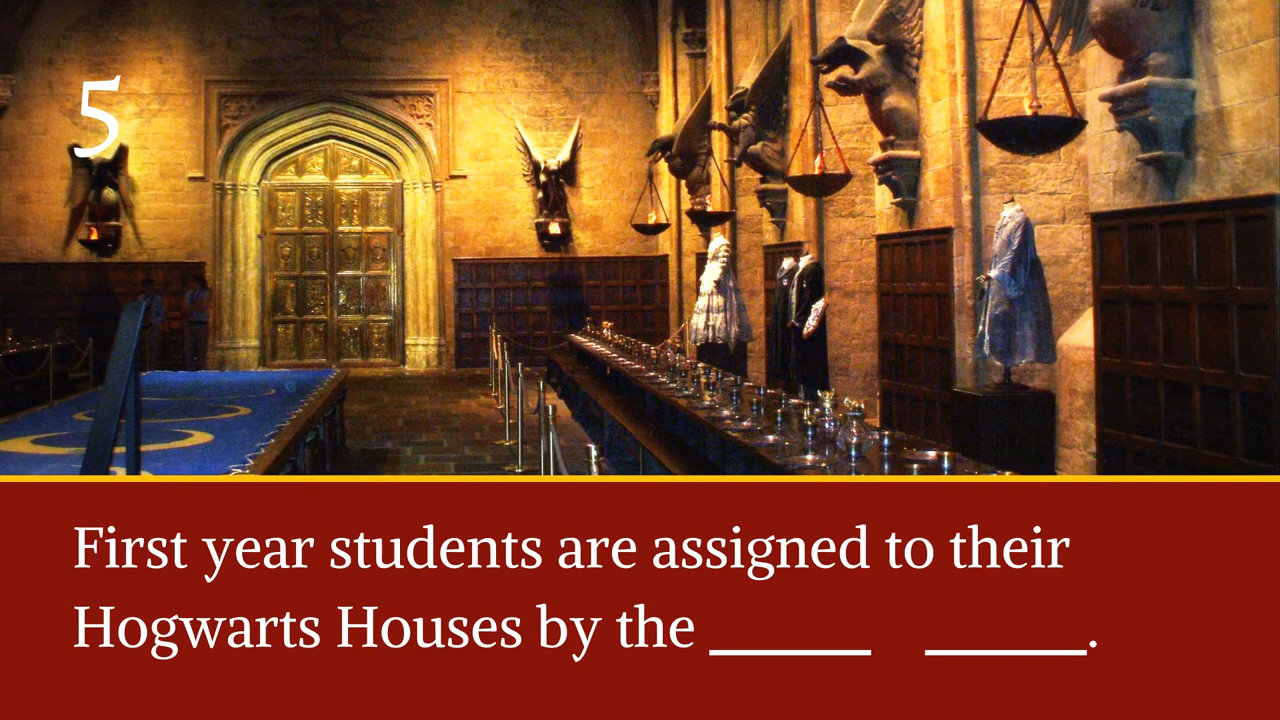 5
First year students are assigned to their
Hogwarts Houses by the ______ ______.